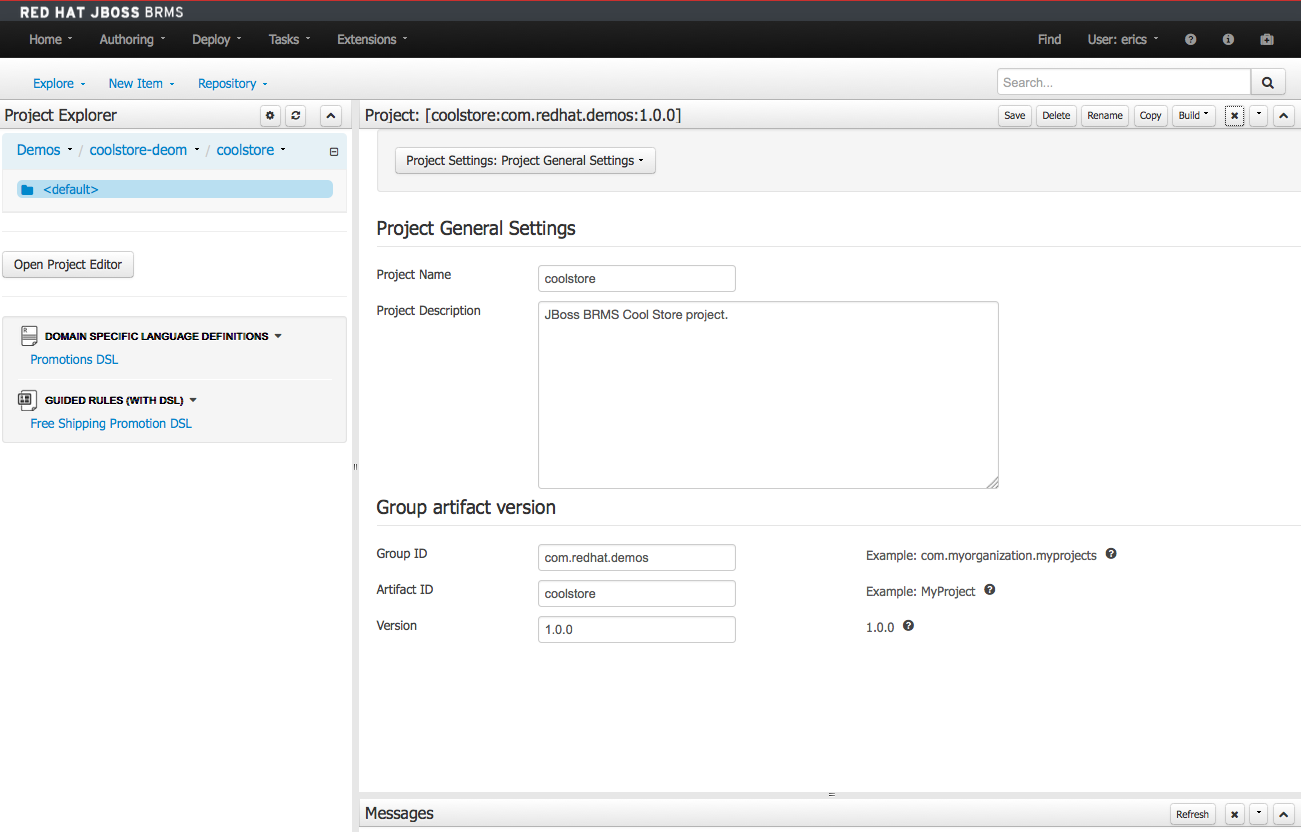 RED HAT JBOSS BRMS
Home Authoring Deploy Tasks Extensions Find User: erics
Explore New Item Repository Search...
Project Explorer
Project: [coolstore:com.redhat.demos:1.0.0] Save Delete Rename Copy Build
Demos / coolstore-deom / coolstore
<default>
Open Project Editor
DOMAIN SPECIFIC LANGUAGE DEFINITIONS
Promotions DSL
GUIDED RULES (WITH DSL)
Free Shipping Promotion DSL
Project Settings: Project General Settings
Project General Settings
Project Name coolstore
Project Description JBoss BRMS Cool Store project.
Group artifact version
Group ID com.redhat.demos Example: com.myorganization.myprojects
Artifact ID coolstore Example: MyProject
Version 1.0.0 1.0.0
Messages Refresh